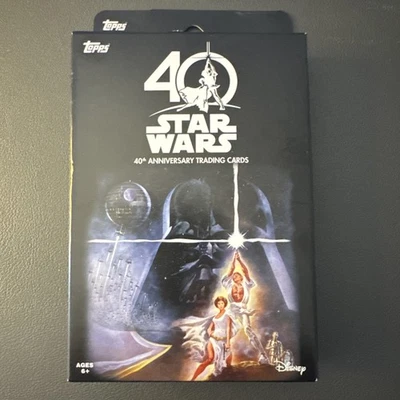 Topps
Topps
40
STAR
WARS
40th ANNIVERSARY TRADING CARDS
AGES
6+
Disney